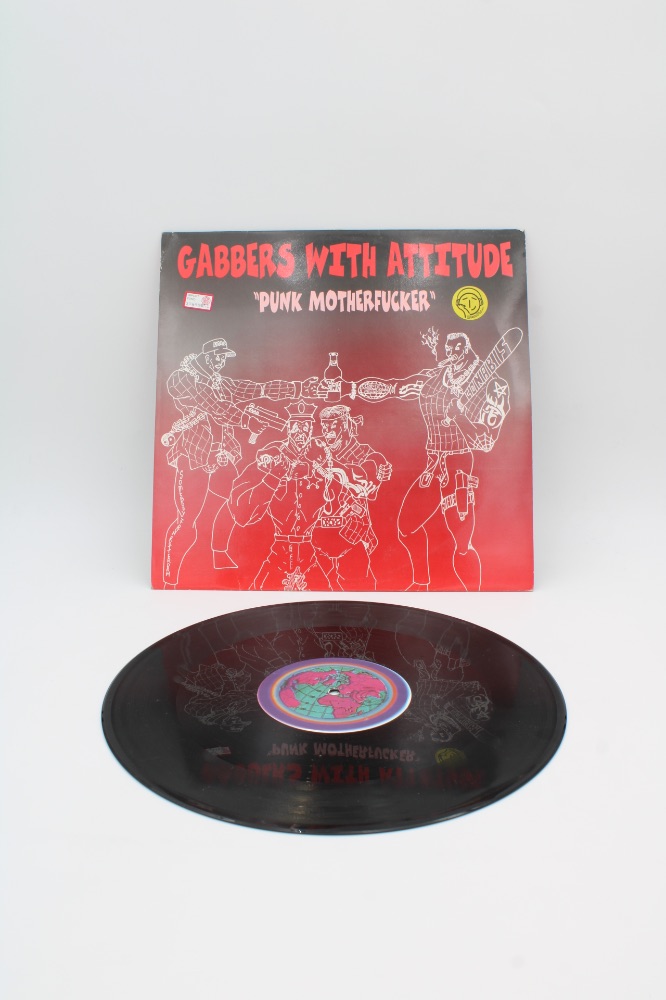 GABBERS WITH ATTITUDE
"PUNK MOTHERFUCKER"